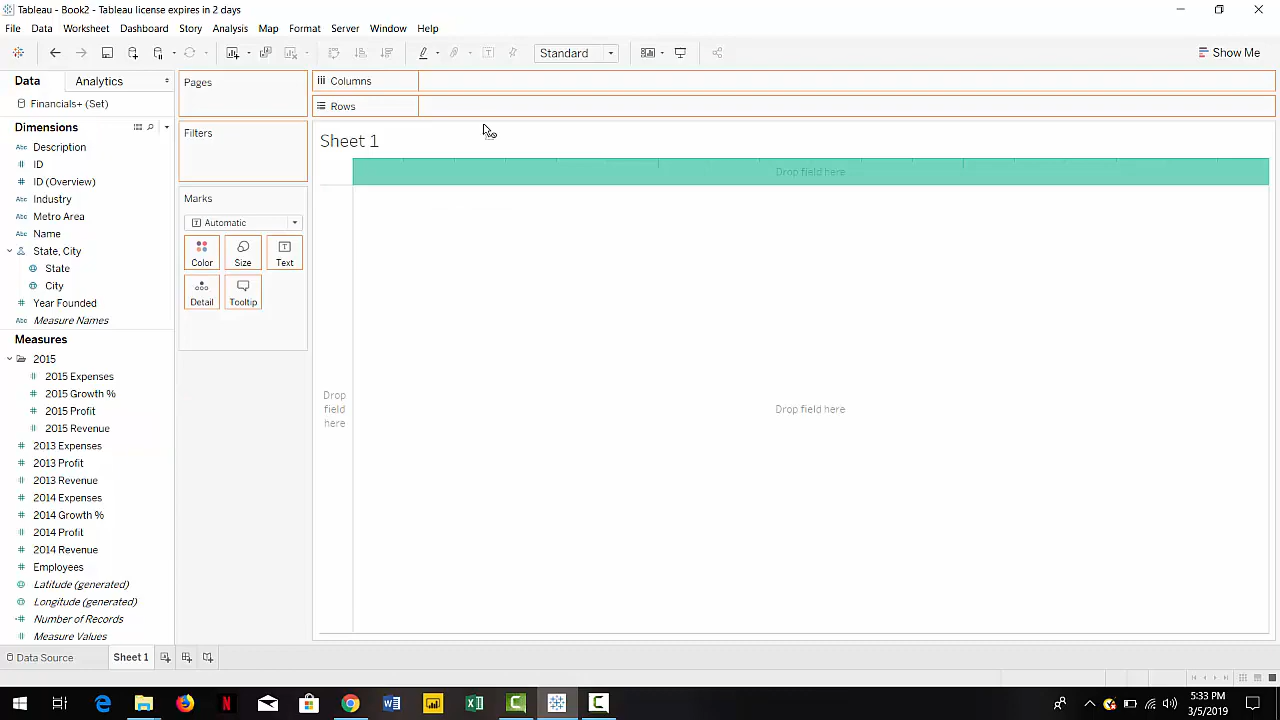 Tableau - Book2 - Tableau license expires in 2 days
File Data Worksheet Dashboard Story Analysis Map Format Server Window Help
Standard
Show Me
Data Analytics
Financials+ (Set)
Dimensions
Abc Description
ID
ID (Overview)
Abc Industry
Abc Metro Area
Abc Name
State, City
State
City
Year Founded
Abc Measure Names
Measures
2015
2015 Expenses
2015 Growth %
2015 Profit
2015 Revenue
2013 Expenses
2013 Profit
2013 Revenue
2014 Expenses
2014 Growth %
2014 Profit
2014 Revenue
Employees
Latitude (generated)
Longitude (generated)
Number of Records
Measure Values
Pages
Filters
Marks
Automatic
Color Size Text
Detail Tooltip
Columns
Rows
Sheet 1
Drop field here
Drop
field
here
Drop field here
Data Source Sheet 1
5:33 PM
3/5/2019